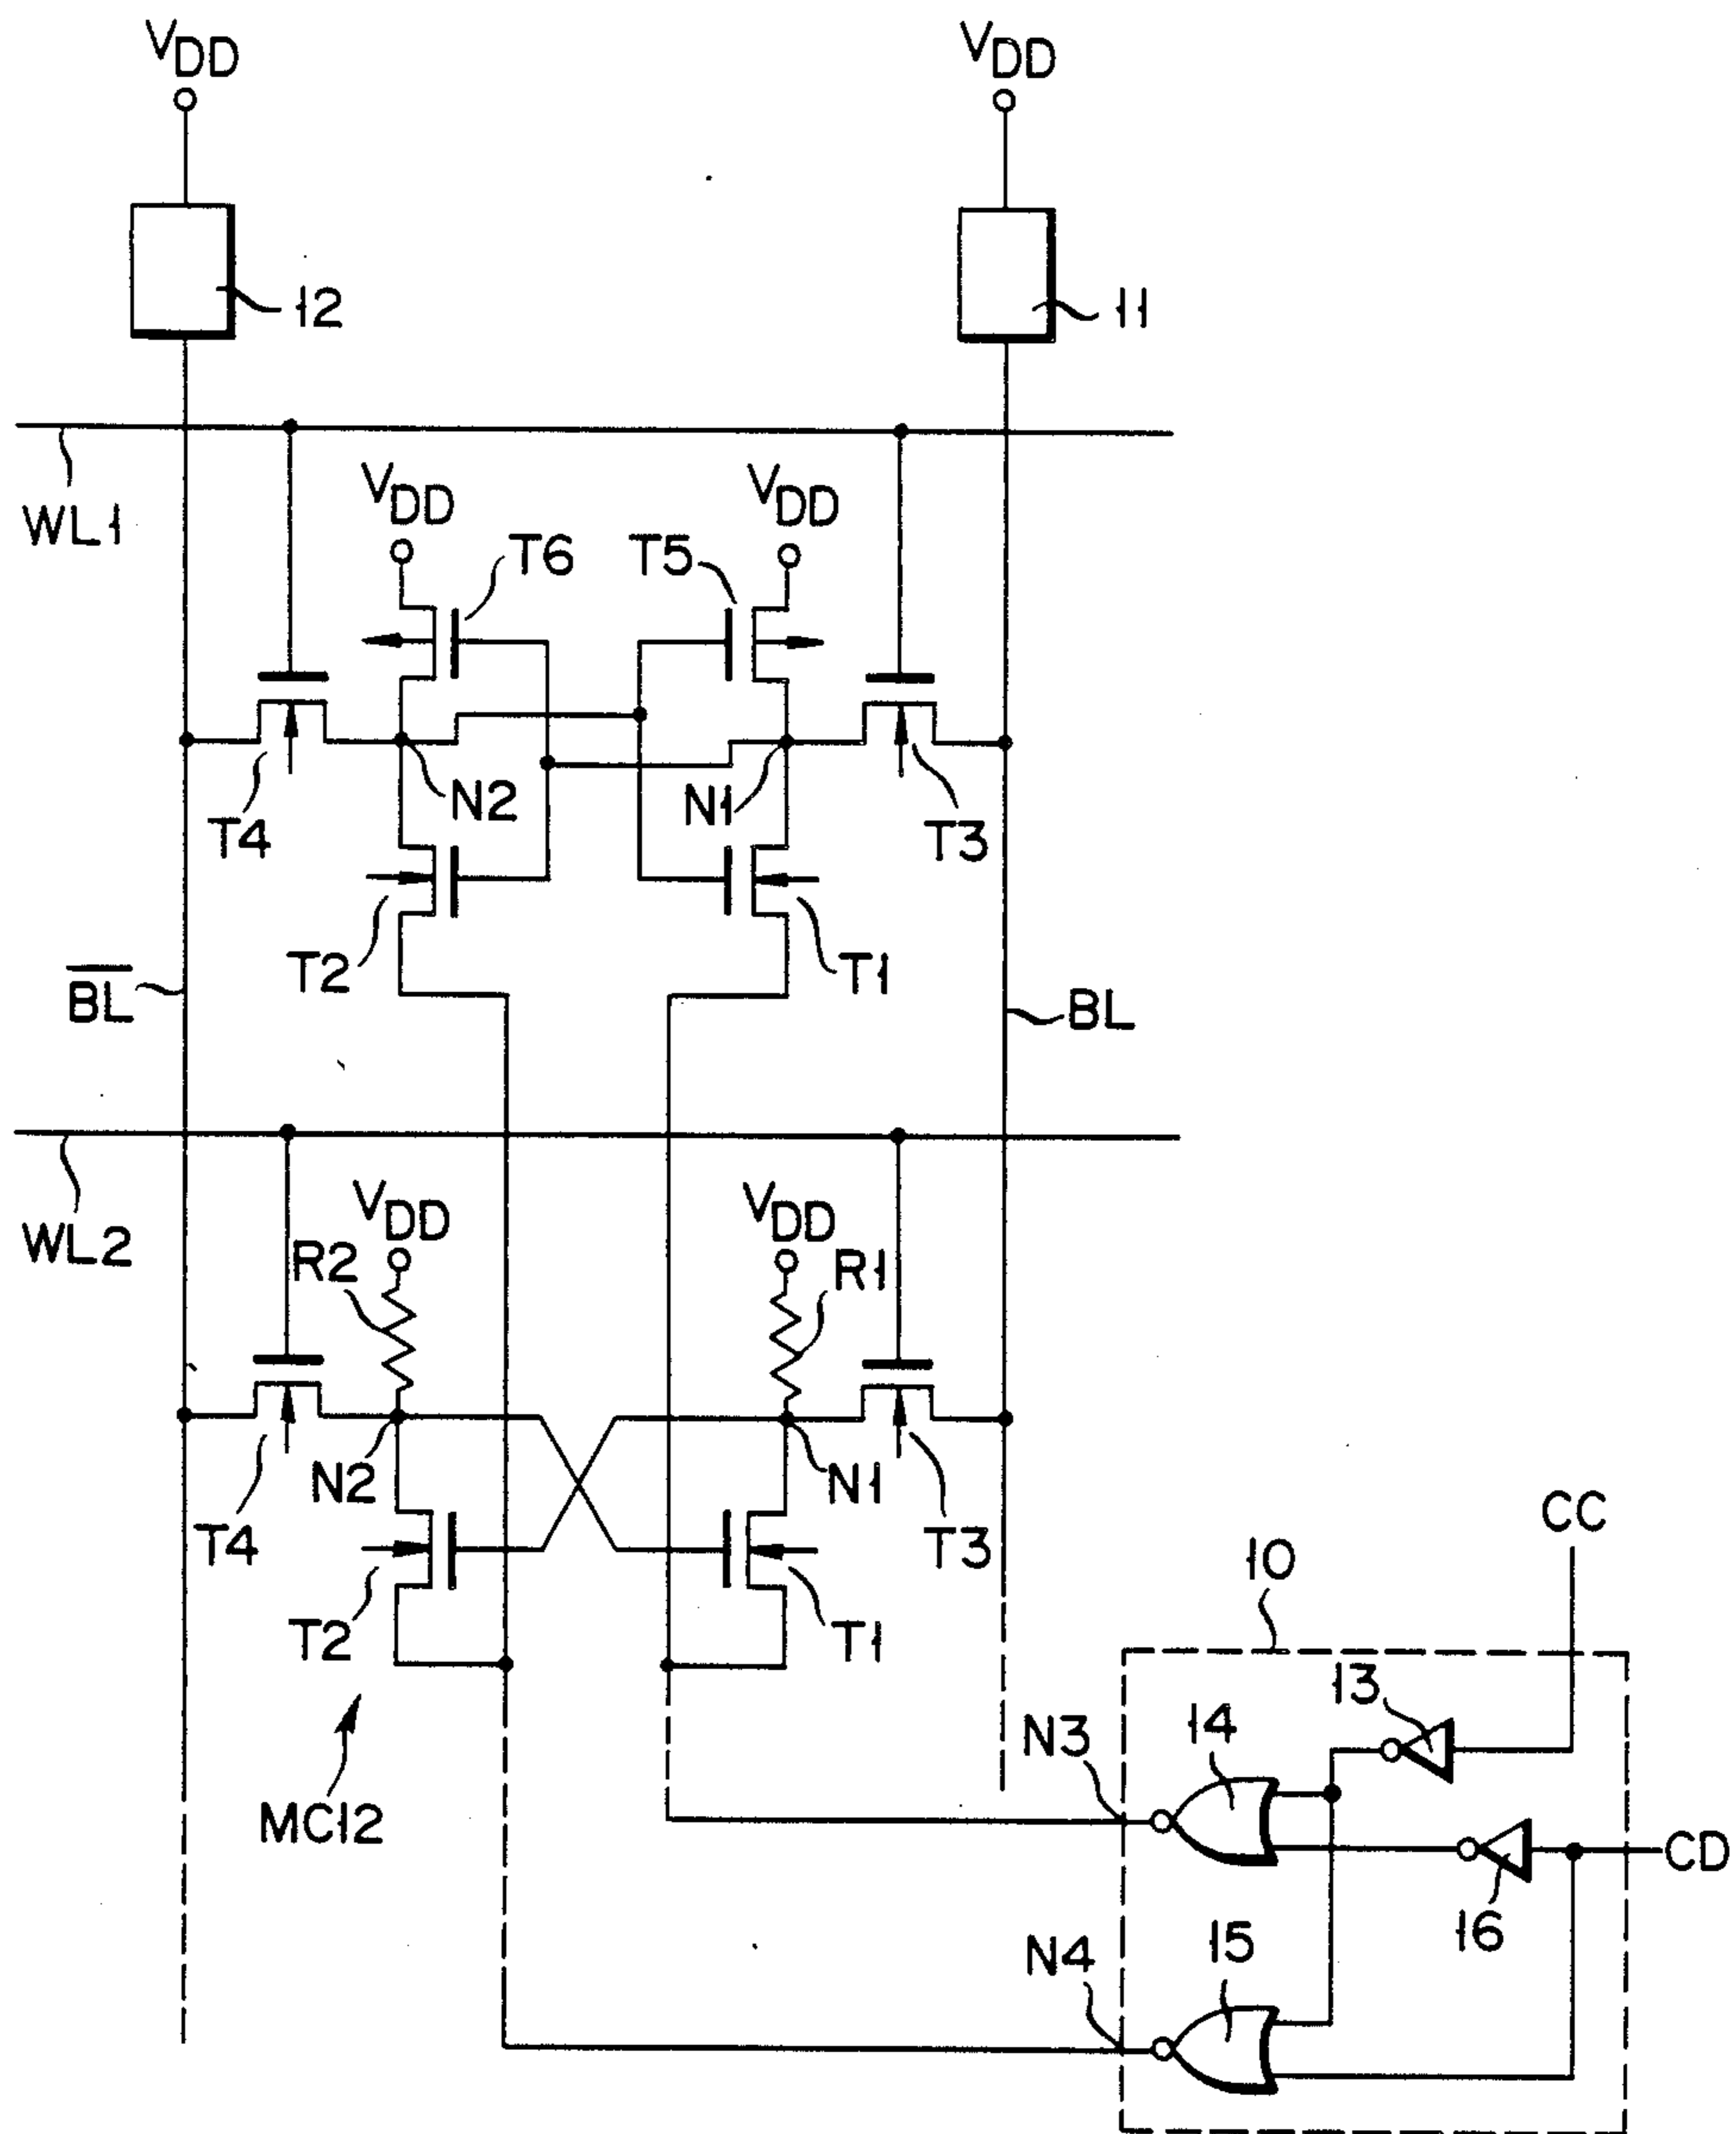 VDD
VDD
12
11
WL1
VDD
VDD
T6
T5
N2
N1
T4
T3
T2
T1
B̅L̅
BL
WL2
VDD
VDD
R2
R1
N2
N1
T4
T3
CC
10
T2
T1
13
14
N3
MC12
CD
16
15
N4